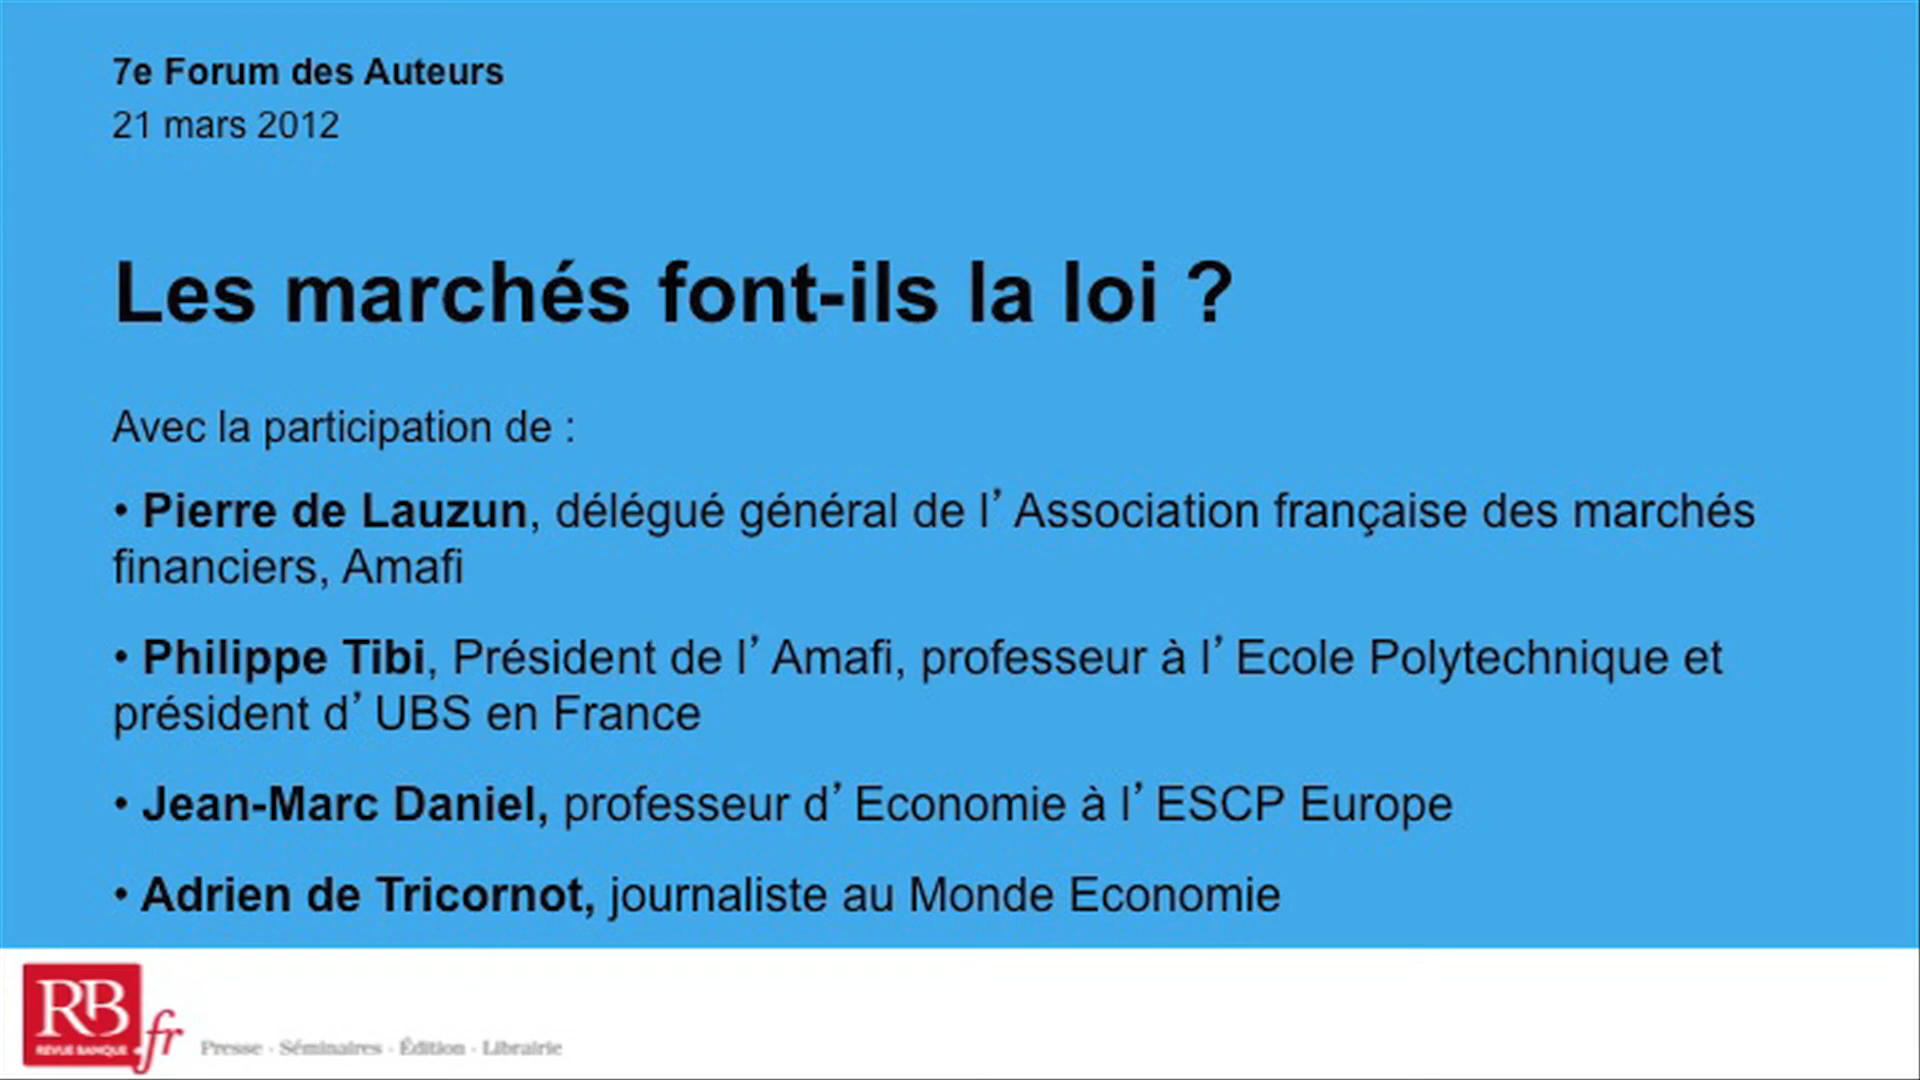 7e Forum des Auteurs
21 mars 2012
Les marchés font-ils la loi ?
Avec la participation de :
• Pierre de Lauzun, délégué général de l’Association française des marchés
financiers, Amafi
• Philippe Tibi, Président de l’Amafi, professeur à l’Ecole Polytechnique et
président d’UBS en France
• Jean-Marc Daniel, professeur d’Economie à l’ESCP Europe
• Adrien de Tricornot, journaliste au Monde Economie
RB
REVUE BANQUE
.fr
Presse - Séminaires - Édition - Librairie